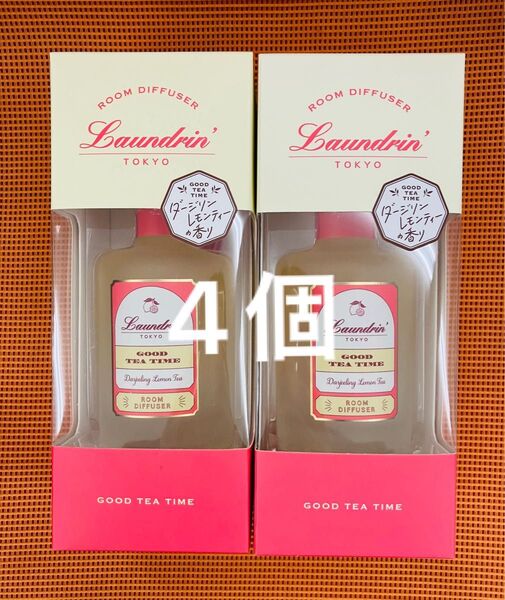 ROOM DIFFUSER
Laundrin'
TOKYO
GOOD
TEA
TIME
ダージリン
レモンティー
の香り
Laundrin'
TOKYO
GOOD
TEA TIME
Darjeeling Lemon Tea
ROOM
DIFFUSER
GOOD TEA TIME
ROOM DIFFUSER
Laundrin'
TOKYO
GOOD
TEA
TIME
ダージリン
レモンティー
の香り
Laundrin'
TOKYO
GOOD
TEA TIME
Darjeeling Lemon Tea
ROOM
DIFFUSER
GOOD TEA TIME
4個